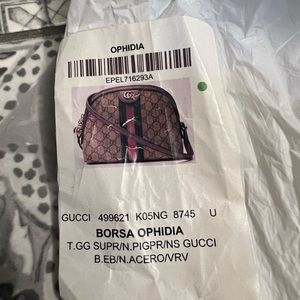 OPHIDIA
EPEL716293A
GUCCI 499621 K05NG 8745 U
BORSA OPHIDIA
T.GG SUPR/N.PIGPR/NS GUCCI
B.EB/N.ACERO/VRV